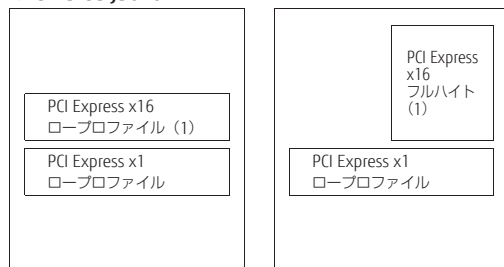 PCI Express x16
ロープロファイル（1）
PCI Express x1
ロープロファイル
PCI Express
x16
フルハイト
（1）
PCI Express x1
ロープロファイル